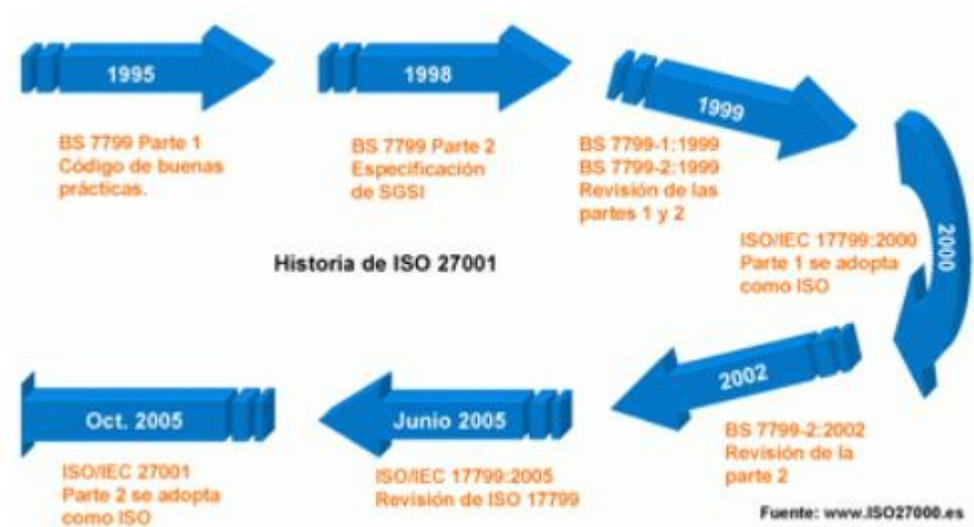 1995
BS 7799 Parte 1
Código de buenas
prácticas.
1998
BS 7799 Parte 2
Especificación
de SGSI
1999
BS 7799-1:1999
BS 7799-2:1999
Revisión de las
partes 1 y 2
2000
ISO/IEC 17799:2000
Parte 1 se adopta
como ISO
Historia de ISO 27001
2002
BS 7799-2:2002
Revisión de la
parte 2
Junio 2005
ISO/IEC 17799:2005
Revisión de ISO 17799
Oct. 2005
ISO/IEC 27001
Parte 2 se adopta
como ISO
Fuente: www.ISO27000.es